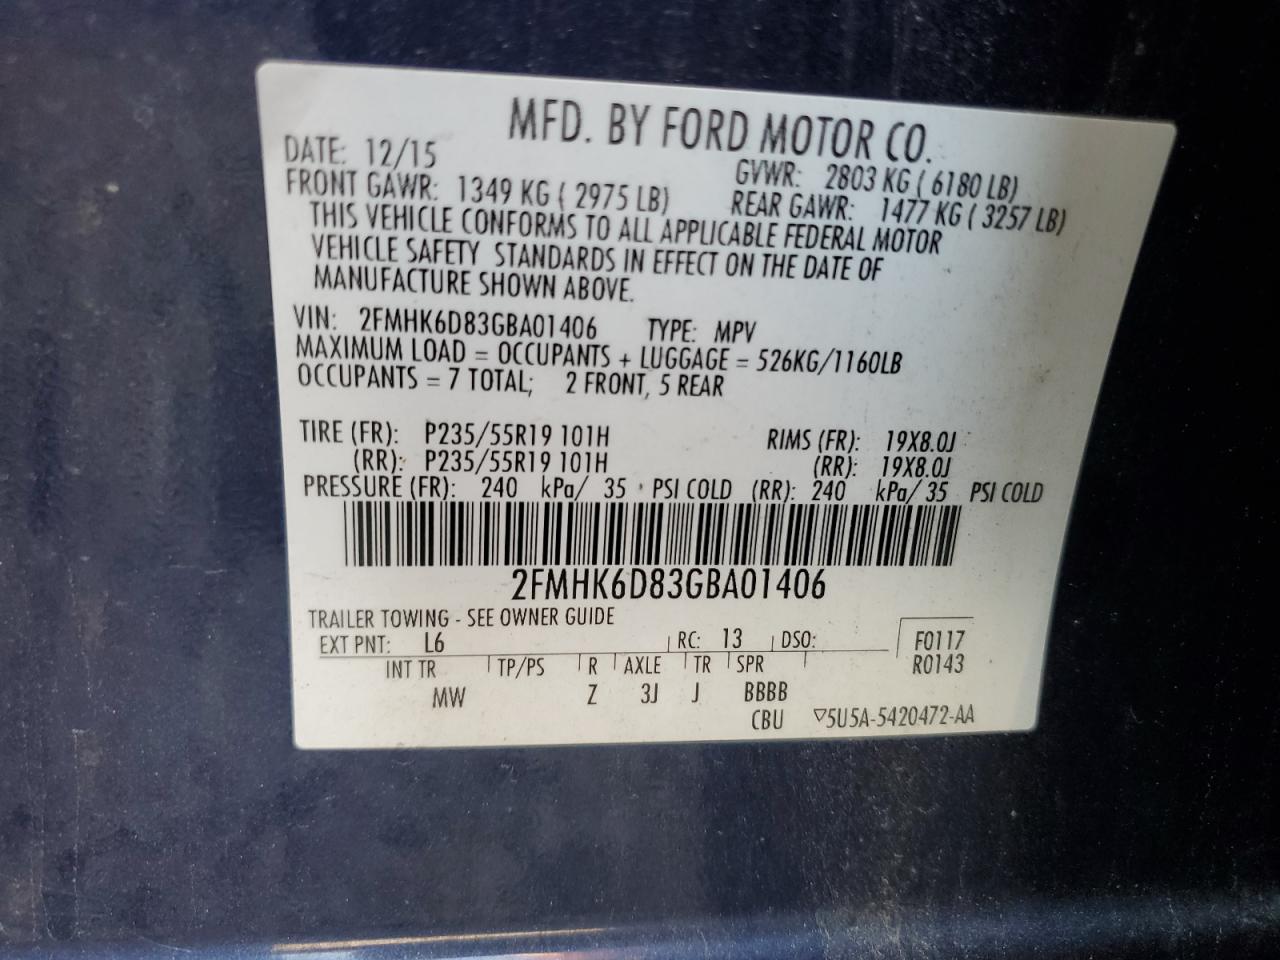 MFD. BY FORD MOTOR CO.
DATE: 12/15 GVWR: 2803 KG ( 6180 LB)
FRONT GAWR: 1349 KG ( 2975 LB) REAR GAWR: 1477 KG ( 3257 LB)
THIS VEHICLE CONFORMS TO ALL APPLICABLE FEDERAL MOTOR
VEHICLE SAFETY STANDARDS IN EFFECT ON THE DATE OF
MANUFACTURE SHOWN ABOVE.
VIN: 2FMHK6D83GBA01406 TYPE: MPV
MAXIMUM LOAD = OCCUPANTS + LUGGAGE = 526KG/1160LB
OCCUPANTS = 7 TOTAL; 2 FRONT, 5 REAR
TIRE (FR): P235/55R19 101H RIMS (FR): 19X8.0J
(RR): P235/55R19 101H (RR): 19X8.0J
PRESSURE (FR): 240 kPa/ 35 PSI COLD (RR): 240 kPa/ 35 PSI COLD
2FMHK6D83GBA01406
TRAILER TOWING - SEE OWNER GUIDE
EXT PNT: L6 RC: 13 DSO: F0117
INT TR TP/PS R AXLE TR SPR R0143
MW Z 3J J BBBB
CBU ▽5U5A-5420472-AA